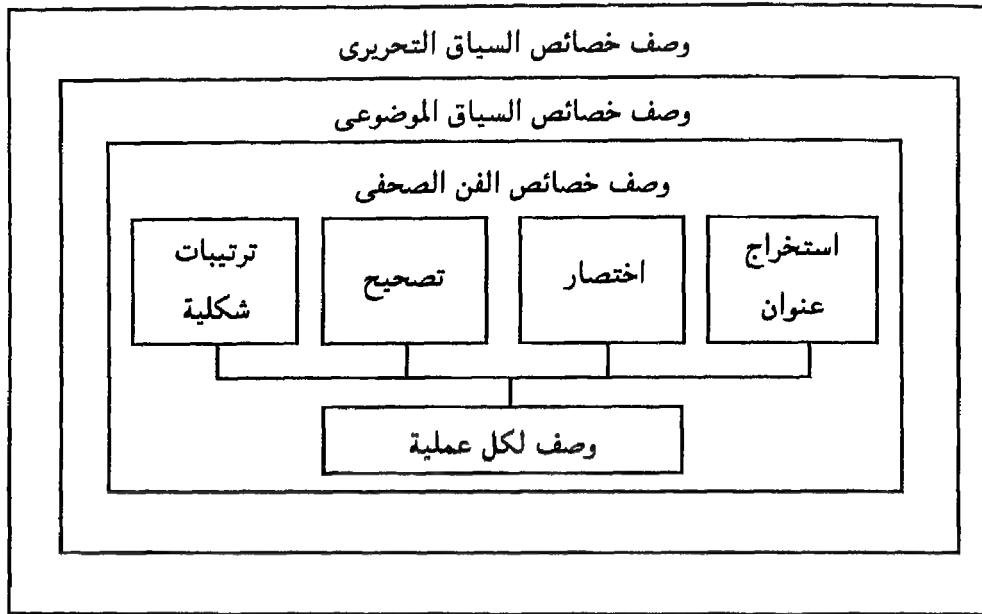 وصف خصائص السياق التحريرى
وصف خصائص السياق الموضوعى
وصف خصائص الفن الصحفى
استخراج
عنوان
اختصار
تصحيح
ترتيبات
شكلية
وصف لكل عملية